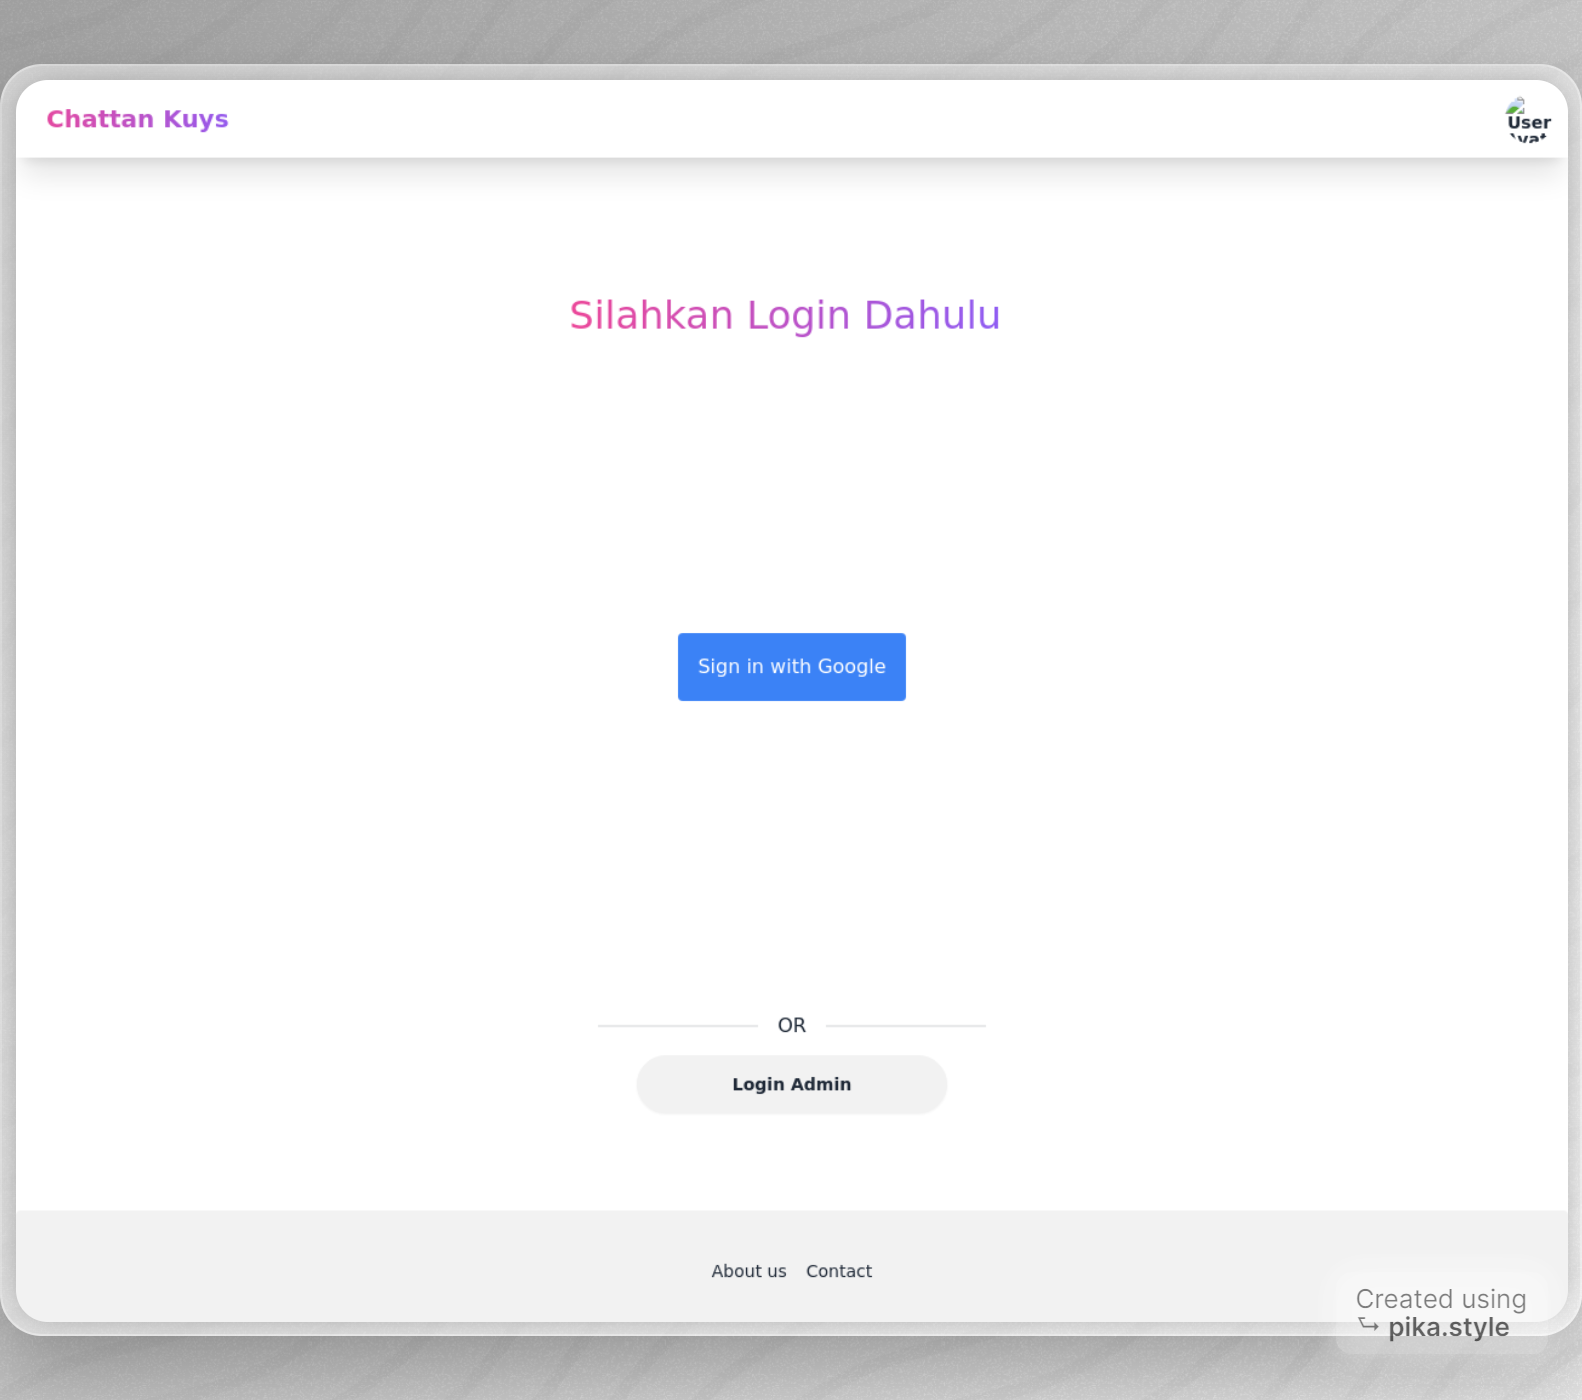 Chattan Kuys
User
Silahkan Login Dahulu
Sign in with Google
OR
Login Admin
About us Contact
Created using
pika.style